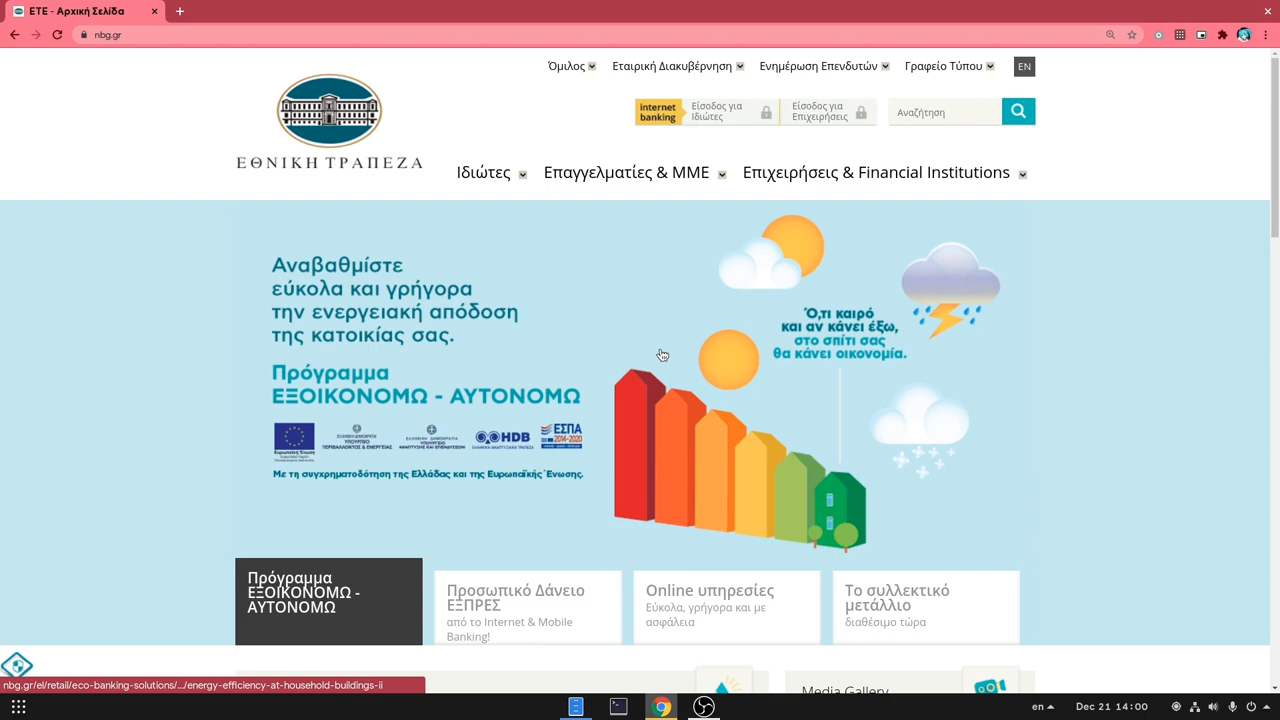 ΕΤΕ - Αρχική Σελίδα
nbg.gr
Όμιλος
Εταιρική Διακυβέρνηση
Ενημέρωση Επενδυτών
Γραφείο Τύπου
EN
internet
banking
Είσοδος για
Ιδιώτες
Είσοδος για
Επιχειρήσεις
Αναζήτηση
ΕΘΝΙΚΗ ΤΡΑΠΕΖΑ
Ιδιώτες
Επαγγελματίες & ΜΜΕ
Επιχειρήσεις & Financial Institutions
Αναβαθμίστε
εύκολα και γρήγορα
την ενεργειακή απόδοση
της κατοικίας σας.
Πρόγραμμα
ΕΞΟΙΚΟΝΟΜΩ - ΑΥΤΟΝΟΜΩ
HDB
ΕΣΠΑ
2014-2020
Με τη συγχρηματοδότηση της Ελλάδας και της Ευρωπαϊκής Ένωσης.
Ό,τι καιρό
και αν κάνει έξω,
στο σπίτι σας
θα κάνει οικονομία.
Πρόγραμμα
ΕΞΟΙΚΟΝΟΜΩ -
ΑΥΤΟΝΟΜΩ
Προσωπικό Δάνειο
ΕΞΠΡΕΣ
από το Internet & Mobile
Banking!
Online υπηρεσίες
Εύκολα, γρήγορα και με
ασφάλεια
Το συλλεκτικό
μετάλλιο
διαθέσιμο τώρα
Media Gallery
nbg.gr/el/retail/eco-banking-solutions/.../energy-efficiency-at-household-buildings-ii
en
Dec 21 14:00